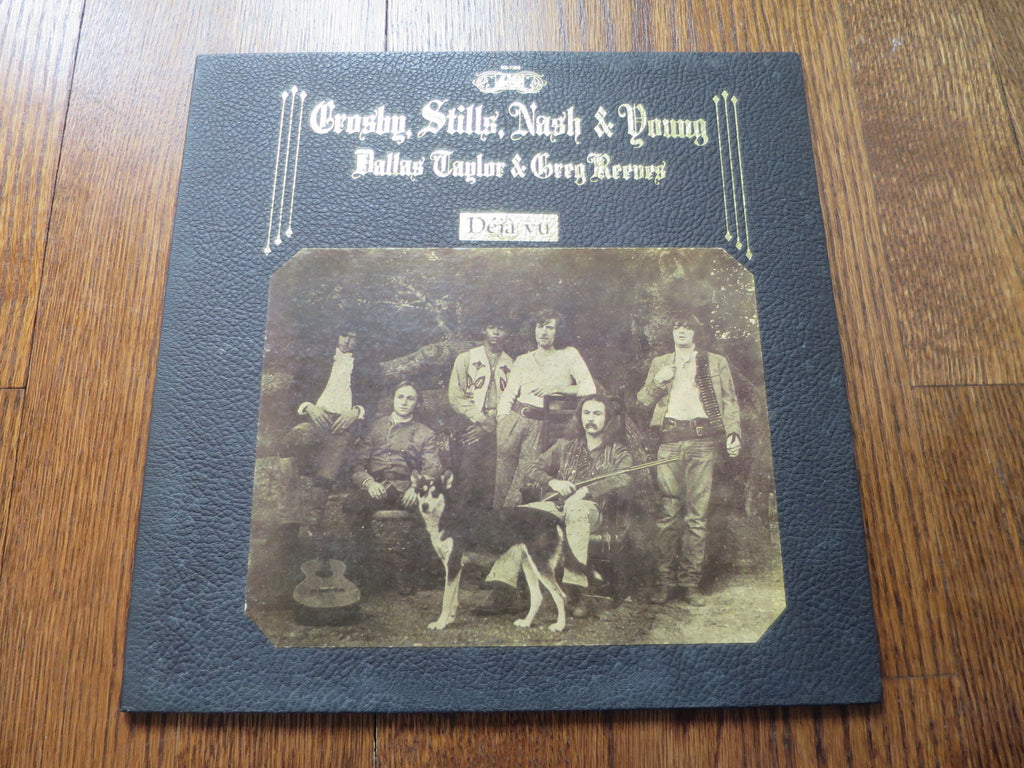 Crosby, Stills, Nash & Young
Dallas Taylor & Greg Reeves
Déjà vu